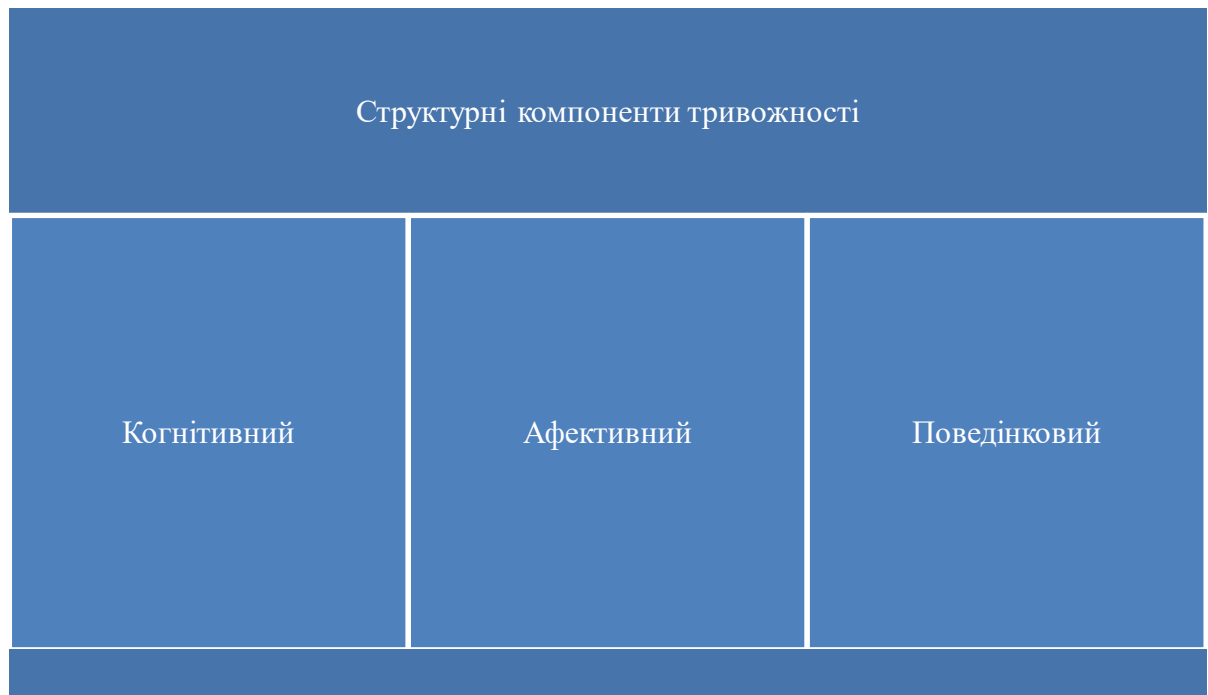 Структурні компоненти тривожності
Когнітивний
Афективний
Поведінковий